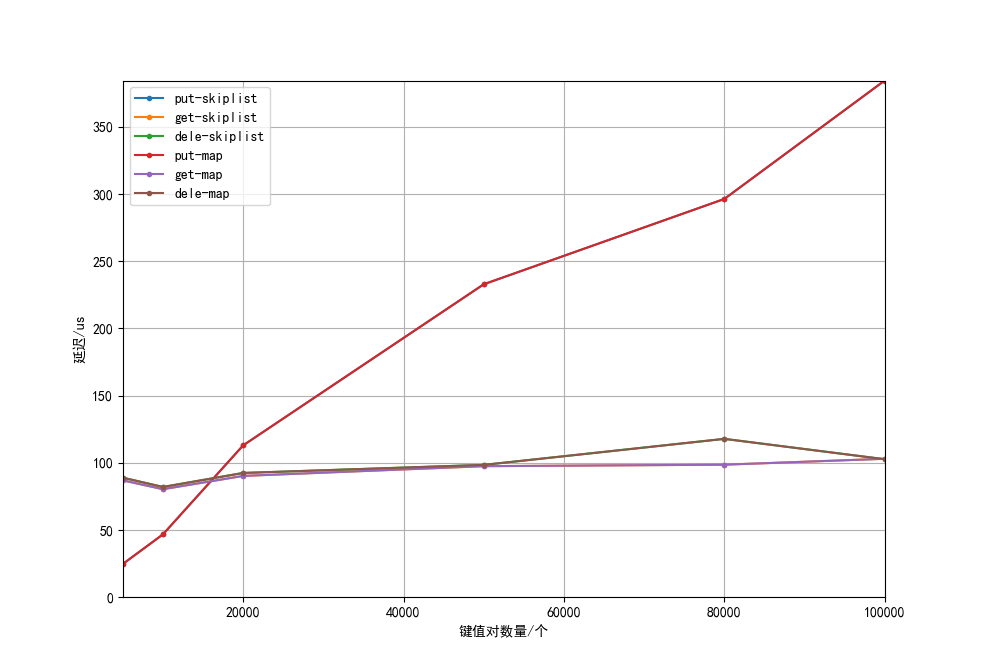 put-skiplist
get-skiplist
dele-skiplist
put-map
get-map
dele-map
350
300
250
200
150
100
50
0
延迟/us
20000
40000
60000
80000
100000
键值对数量/个